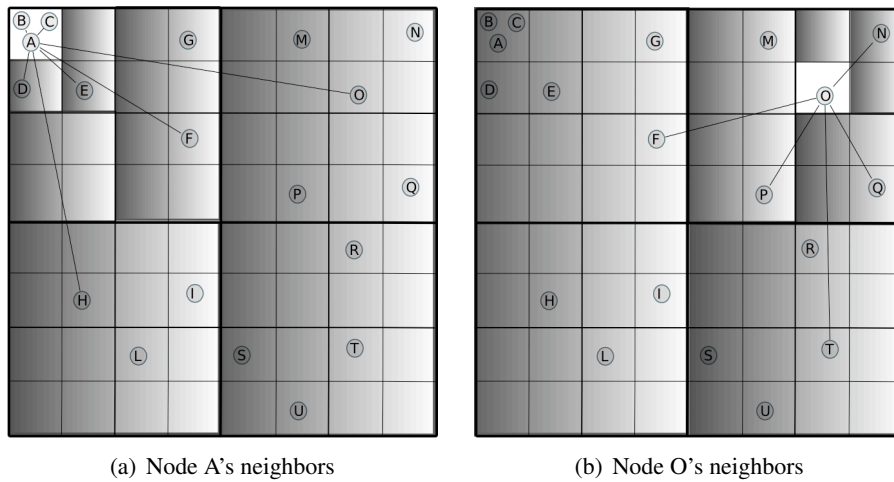 B C G M N B C G M N
A A
D E O D E O
F F
P Q P Q
R R
H I H I
L S T L S T
U U
(a) Node A's neighbors (b) Node O's neighbors